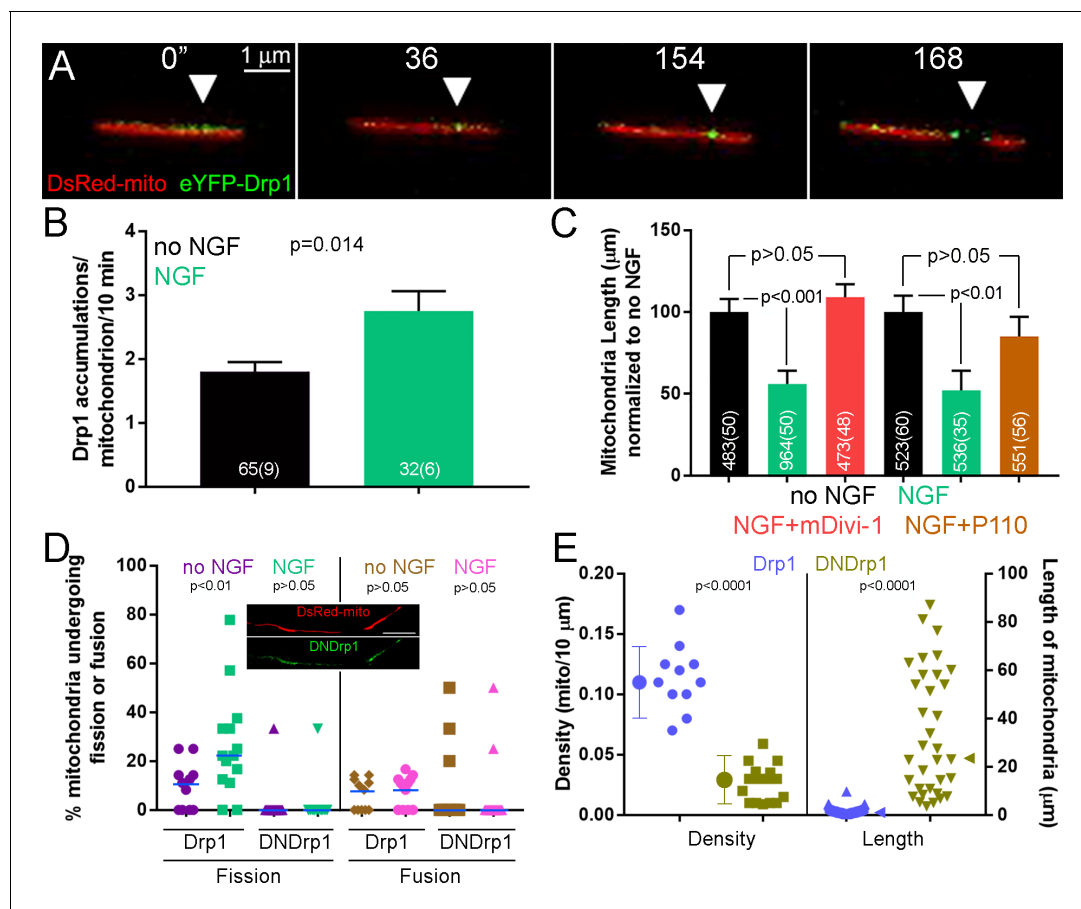 A
0”
1 μm
36
154
168
DsRed-mito eYFP-Drp1
B
no NGF
NGF
p=0.014
Drp1 accumulations/
mitochondrion/10 min
4
3
2
1
0
65(9)
32(6)
C
Mitochondria Length (μm)
normalized to no NGF
150
100
50
0
p>0.05
p<0.001
p>0.05
p<0.01
483(50)
964(50)
473(48)
523(60)
536(35)
551(56)
no NGF NGF
NGF+mDivi-1 NGF+P110
D
% mitochondria undergoing
fission or fusion
100
80
60
40
20
0
no NGF NGF no NGF NGF
p<0.01 p>0.05 p>0.05 p>0.05
DsRed-mito
DNDrp1
Drp1 DNDrp1 Drp1 DNDrp1
Fission Fusion
E
Drp1 DNDrp1
p<0.0001 p<0.0001
Density (mito/10 μm)
0.20
0.15
0.10
0.05
0.00
Length of mitochondria (μm)
100
80
60
40
20
0
Density Length